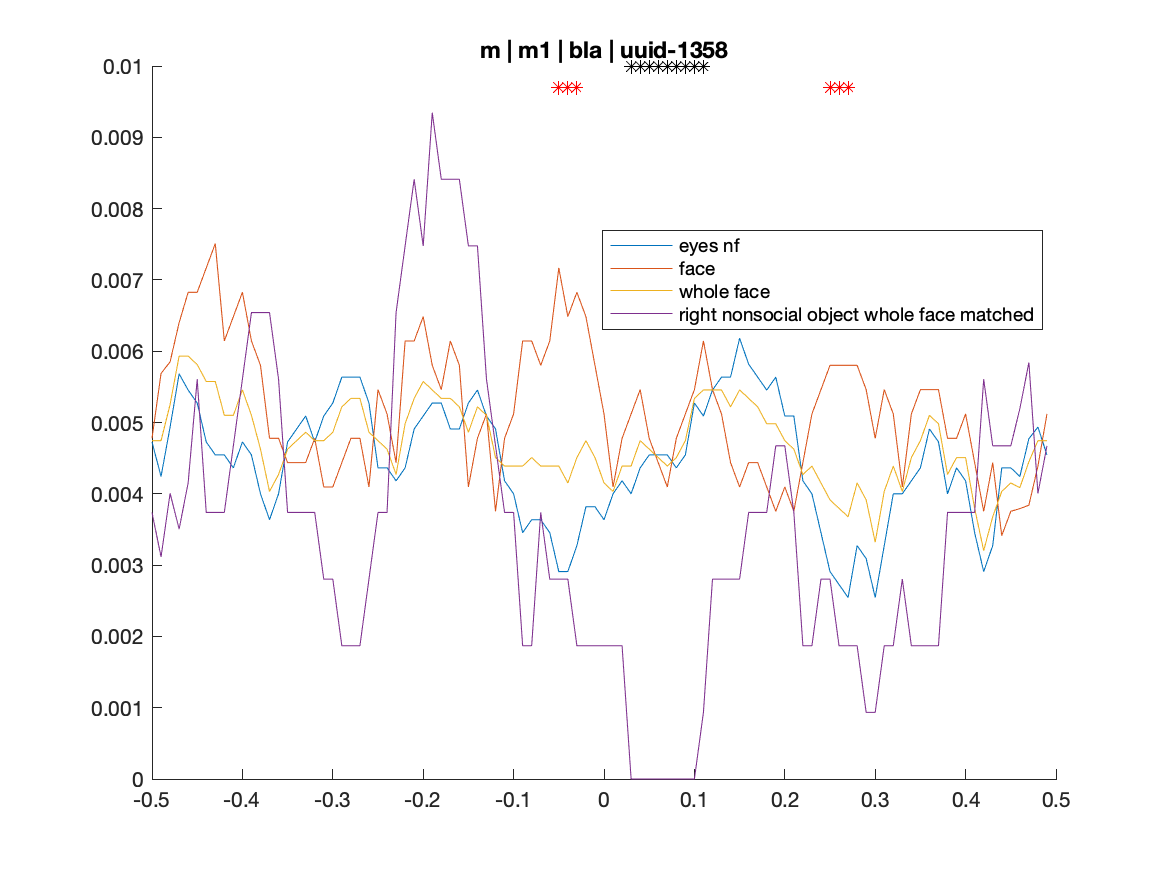 m | m1 | bla | uuid-1358
0.01
0.009
0.008
0.007
0.006
0.005
0.004
0.003
0.002
0.001
0
eyes nf
face
whole face
right nonsocial object whole face matched
-0.5 -0.4 -0.3 -0.2 -0.1 0 0.1 0.2 0.3 0.4 0.5